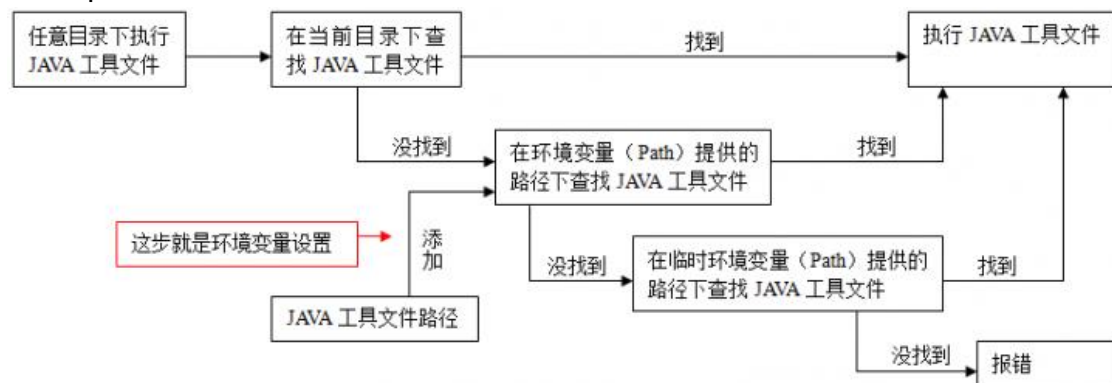 任意目录下执行
JAVA 工具文件
在当前目录下查
找 JAVA 工具文件
找到
执行 JAVA 工具文件
没找到
在环境变量（Path）提供的
路径下查找 JAVA 工具文件
找到
这步就是环境变量设置
添
加
没找到
在临时环境变量（Path）提供的
路径下查找 JAVA 工具文件
找到
JAVA 工具文件路径
没找到
报错